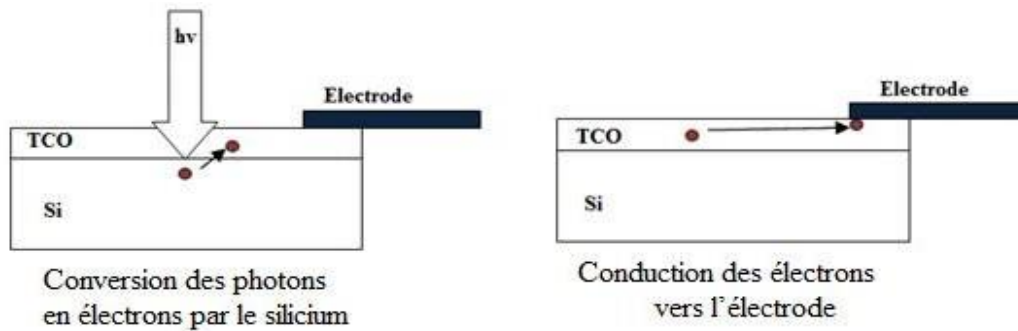 hv
Electrode
TCO
Si
Conversion des photons
en électrons par le silicium
Electrode
TCO
Si
Conduction des électrons
vers l'électrode